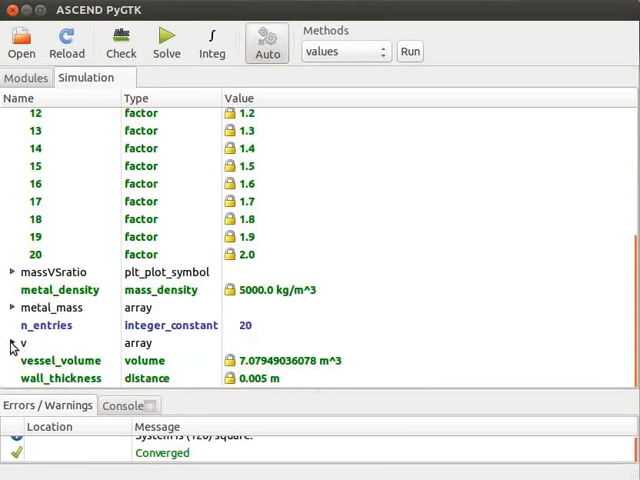 ASCEND PyGTK
Methods
Open Reload Check Solve Integ Auto values Run
Modules Simulation
Name Type Value
12 factor 1.2
13 factor 1.3
14 factor 1.4
15 factor 1.5
16 factor 1.6
17 factor 1.7
18 factor 1.8
19 factor 1.9
20 factor 2.0
massVSratio plt_plot_symbol
metal_density mass_density 5000.0 kg/m^3
metal_mass array
n_entries integer_constant 20
v array
vessel_volume volume 7.07949036078 m^3
wall_thickness distance 0.005 m
Errors / Warnings Console
Location Message
System is (120) square.
Converged